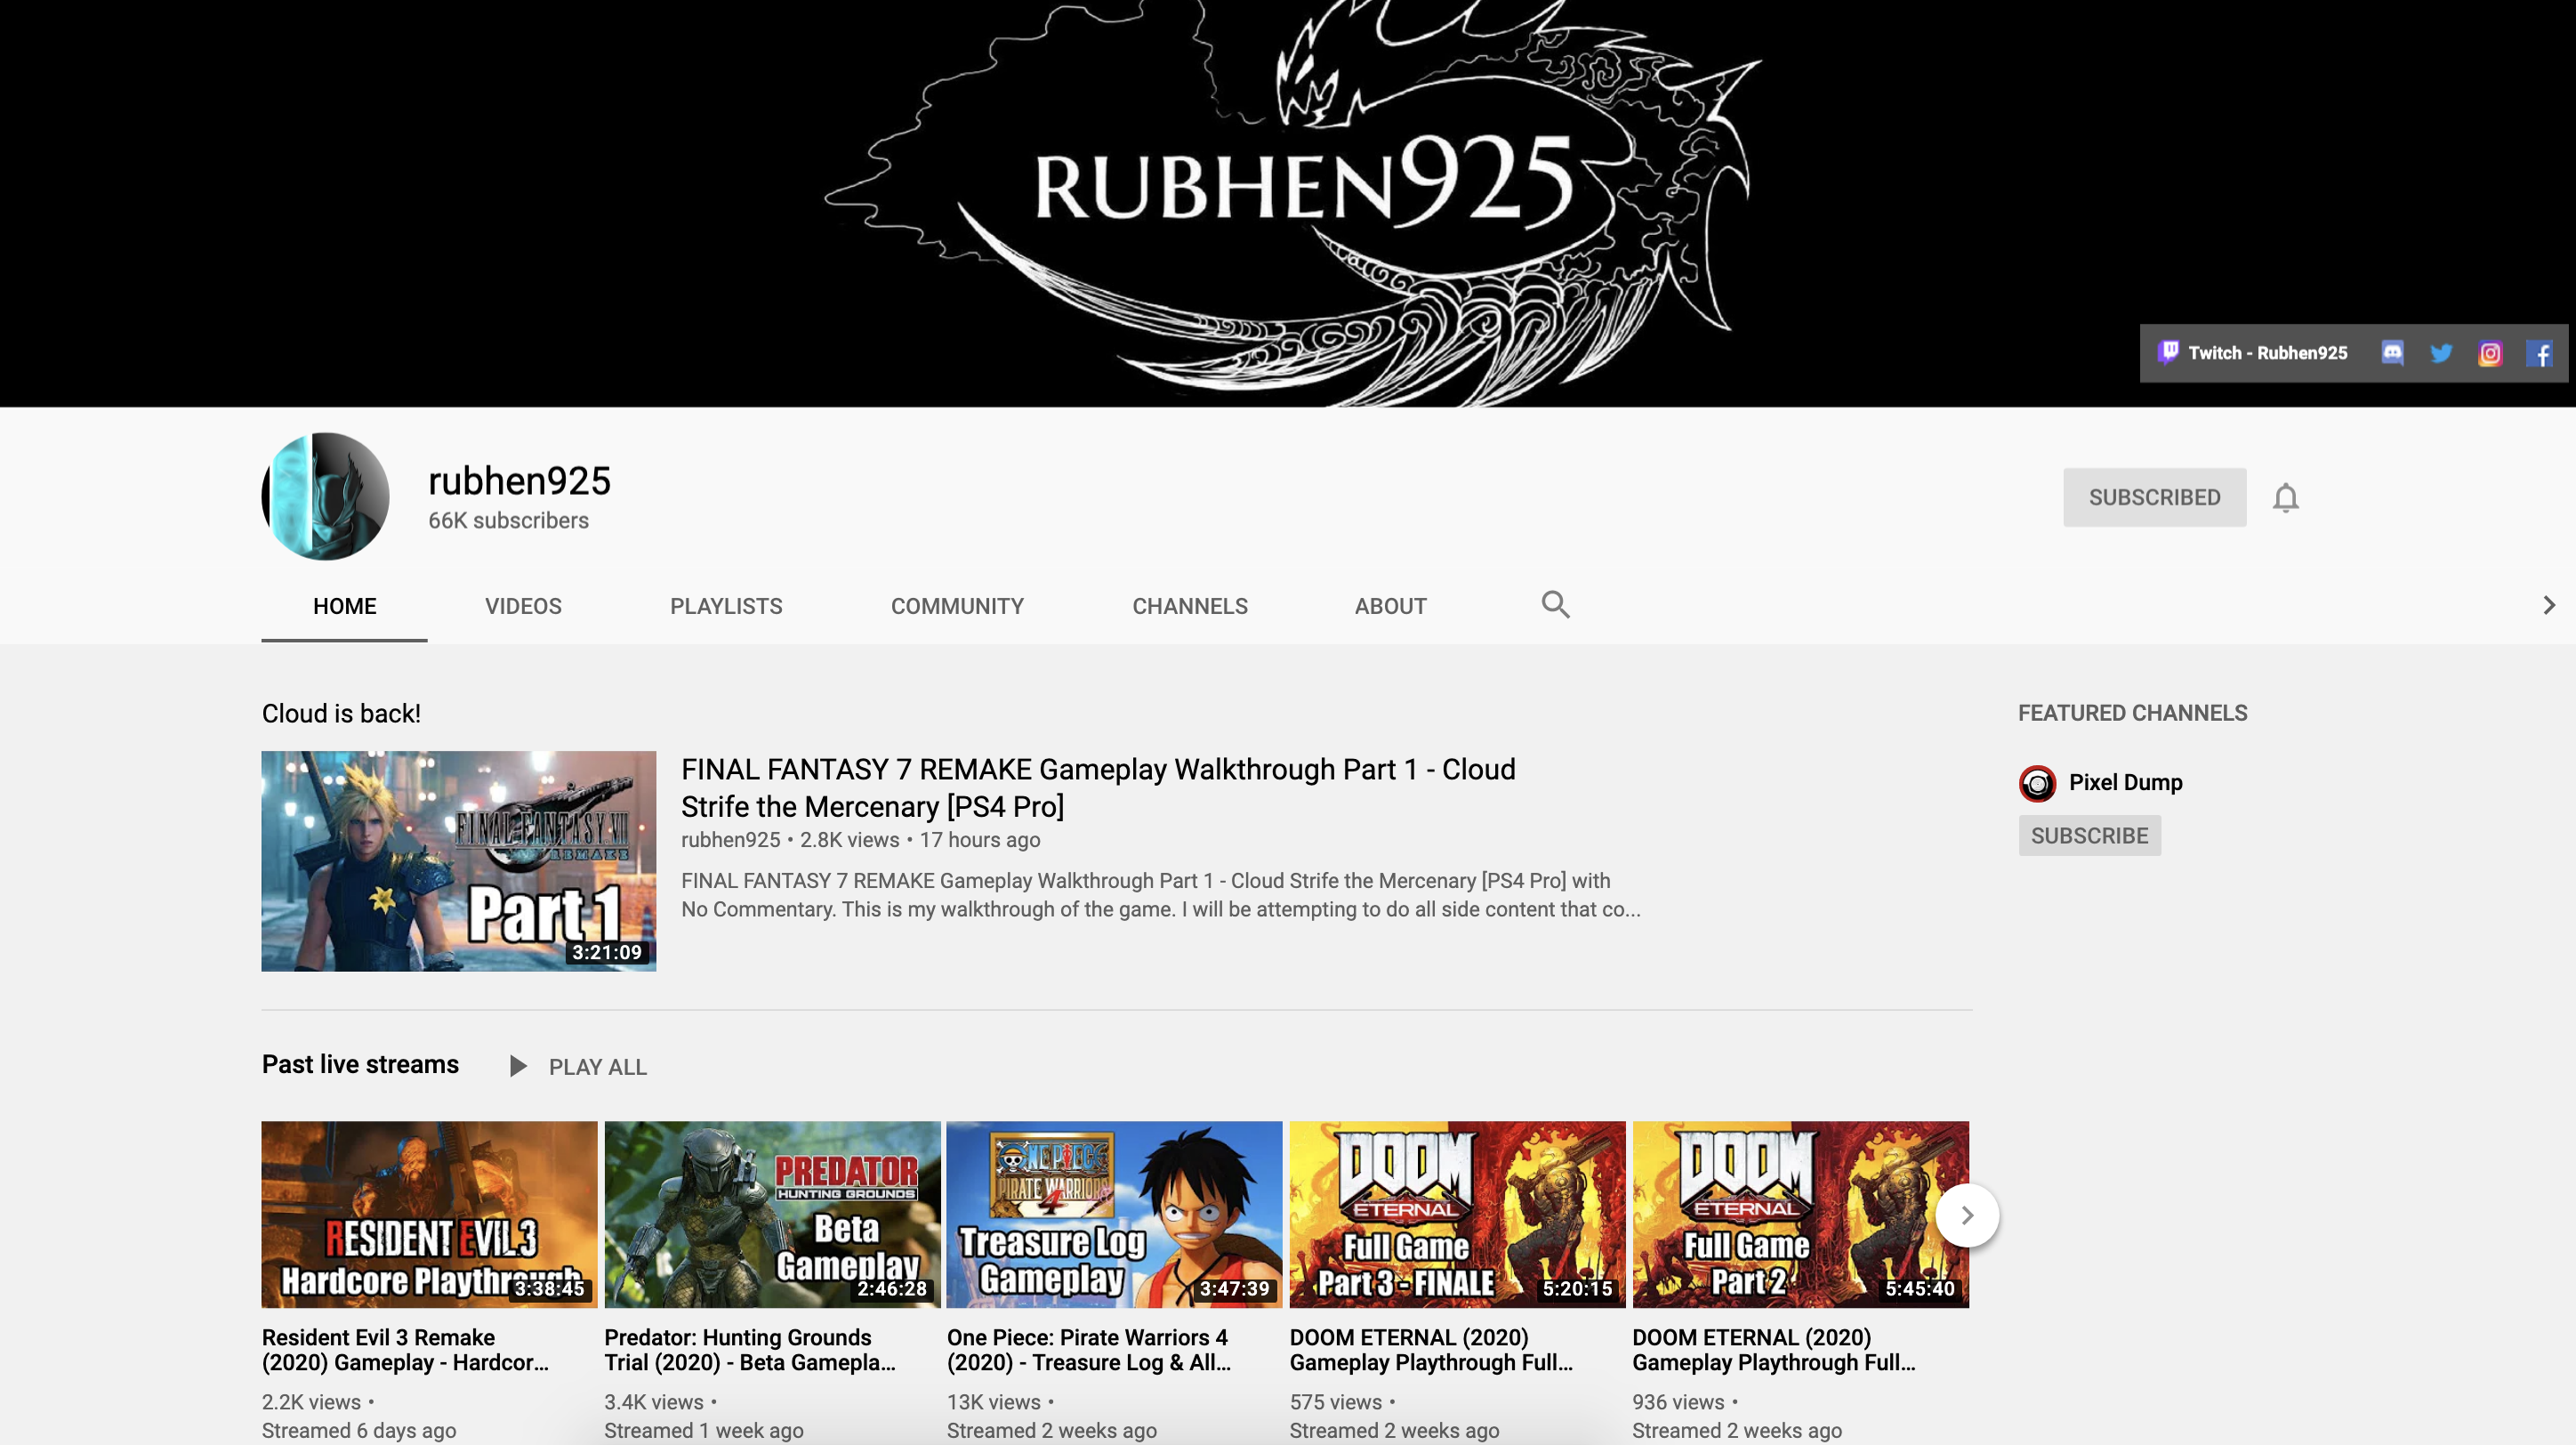 RUBHEN925
Twitch - Rubhen925
rubhen925
66K subscribers
SUBSCRIBED
HOME VIDEOS PLAYLISTS COMMUNITY CHANNELS ABOUT
Cloud is back!
FEATURED CHANNELS
Pixel Dump
SUBSCRIBE
FINAL FANTASY VII
REMAKE
Part 1
3:21:09
FINAL FANTASY 7 REMAKE Gameplay Walkthrough Part 1 - Cloud
Strife the Mercenary [PS4 Pro]
rubhen925 • 2.8K views • 17 hours ago
FINAL FANTASY 7 REMAKE Gameplay Walkthrough Part 1 - Cloud Strife the Mercenary [PS4 Pro] with
No Commentary. This is my walkthrough of the game. I will be attempting to do all side content that co...
Past live streams PLAY ALL
RESIDENT EVIL 3
Hardcore Playthrough
3:38:45
Resident Evil 3 Remake
(2020) Gameplay - Hardcor...
2.2K views •
Streamed 6 days ago
PREDATOR
HUNTING GROUNDS
Beta
Gameplay
2:46:28
Predator: Hunting Grounds
Trial (2020) - Beta Gamepla...
3.4K views •
Streamed 1 week ago
ONE PIECE
PIRATE WARRIORS
4
Treasure Log
Gameplay
3:47:39
One Piece: Pirate Warriors 4
(2020) - Treasure Log & All...
13K views •
Streamed 2 weeks ago
DOOM
ETERNAL
Full Game
Part 3 - FINALE
5:20:15
DOOM ETERNAL (2020)
Gameplay Playthrough Full...
575 views •
Streamed 2 weeks ago
DOOM
ETERNAL
Full Game
Part 2
5:45:40
DOOM ETERNAL (2020)
Gameplay Playthrough Full...
936 views •
Streamed 2 weeks ago